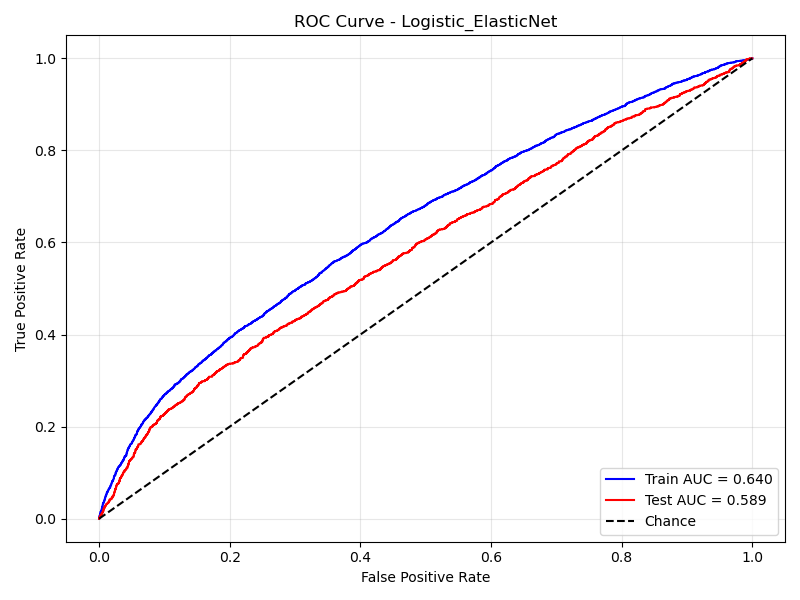 ROC Curve - Logistic_ElasticNet
True Positive Rate
1.0
0.8
0.6
0.4
0.2
0.0
Train AUC = 0.640
Test AUC = 0.589
Chance
0.0 0.2 0.4 0.6 0.8 1.0
False Positive Rate